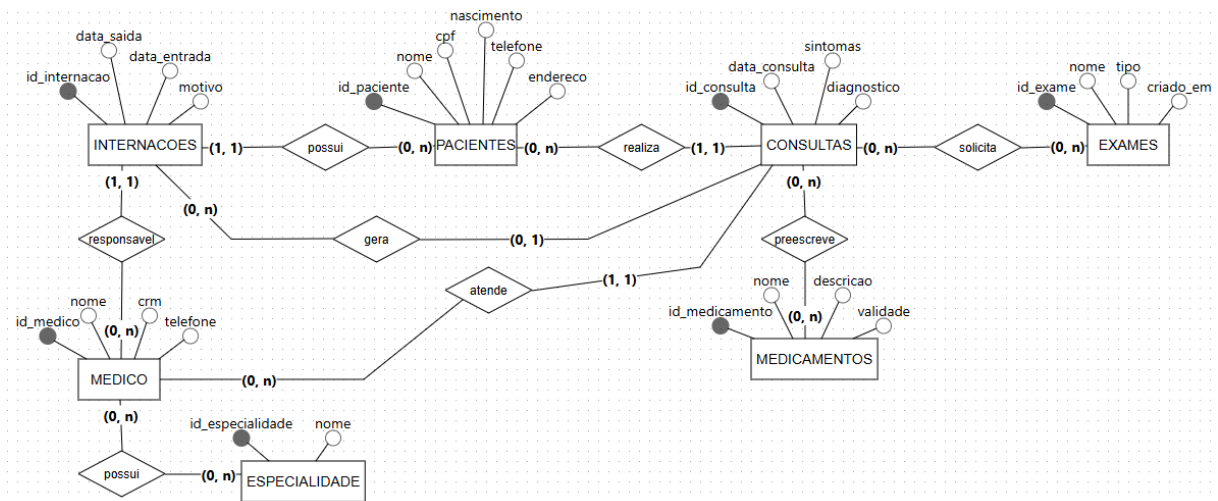 nascimento
data_saida
cpf
sintomas
data_entrada
nome
telefone
data_consulta
nome
tipo
id_internacao
motivo
id_paciente
endereco
id_consulta
diagnostico
id_exame
criado_em
INTERNACOES
(1, 1)
possui
(0, n)
PACIENTES
(0, n)
realiza
(1, 1)
CONSULTAS
(0, n)
solicita
(0, n)
EXAMES
(1, 1)
(0, n)
(0, n)
responsavel
gera
(0, 1)
preescreve
atende
(1, 1)
nome
crm
nome
descricao
id_medico
telefone
id_medicamento
validade
(0, n)
(0, n)
MEDICO
(0, n)
MEDICAMENTOS
(0, n)
id_especialidade
nome
possui
(0, n)
ESPECIALIDADE